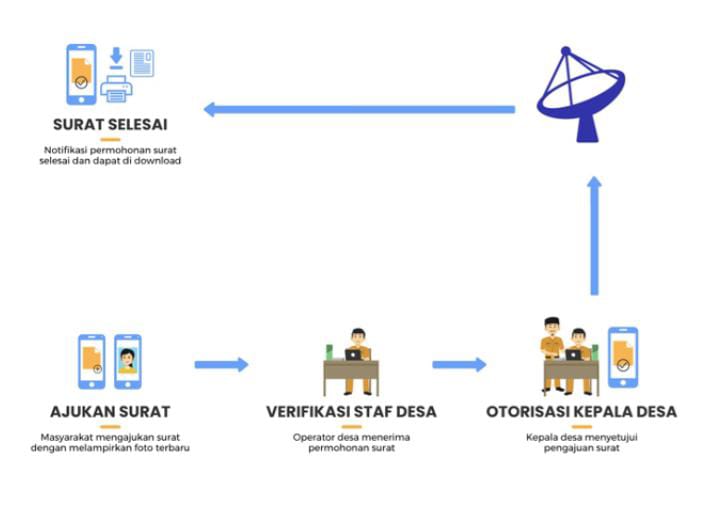 SURAT SELESAI
Notifikasi permohonan surat
selesai dan dapat di download
AJUKAN SURAT
Masyarakat mengajukan surat
dengan melampirkan foto terbaru
VERIFIKASI STAF DESA
Operator desa menerima
permohonan surat
OTORISASI KEPALA DESA
Kepala desa menyetujui
pengajuan surat